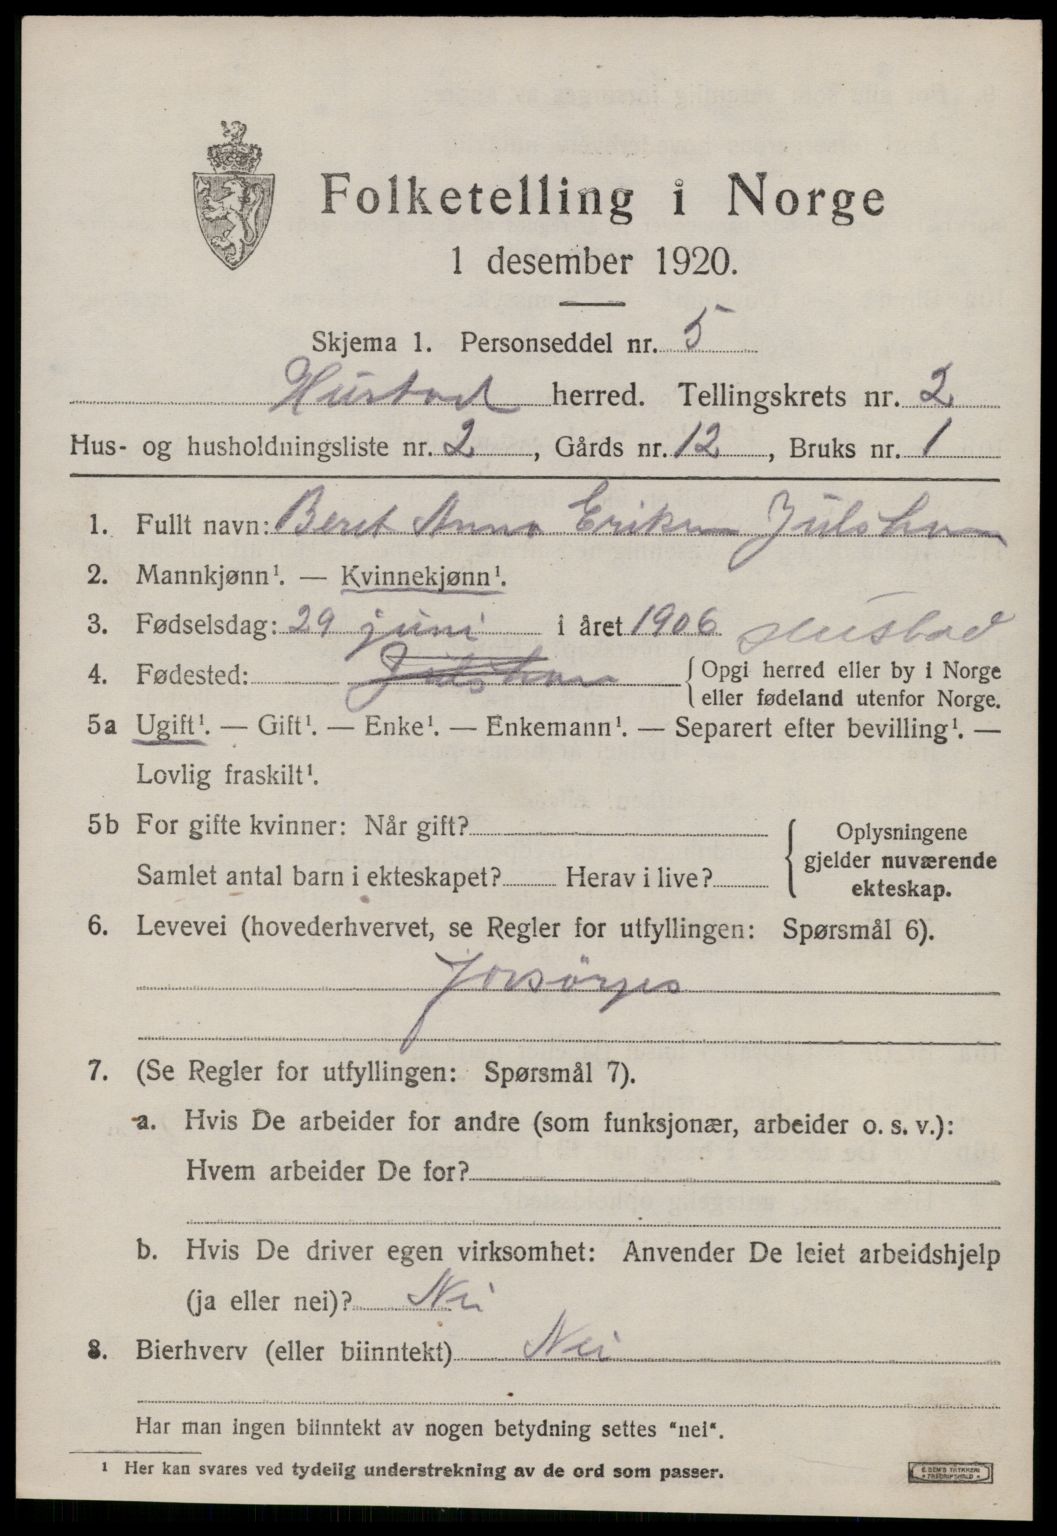 Folketelling i Norge
1 desember 1920.
Skjema 1. Personseddel nr. 5
Hustad herred. Tellingskrets nr. 2
Hus- og husholdningsliste nr. 2, Gårds nr. 12, Bruks nr. 1
1. Fullt navn: Beret Anna Eriksen Julshavn
2. Mannkjønn¹. — Kvinnekjønn¹.
3. Fødselsdag: 29 juni i året 1906 Hustad
4. Fødested: Julshavn {Opgi herred eller by i Norge
eller fødeland utenfor Norge.
5a Ugift¹. — Gift¹. — Enke¹. — Enkemann¹. — Separert efter bevilling¹. —
Lovlig fraskilt¹.
5b For gifte kvinner: Når gift? { Oplysningene
gjelder nuværende
Samlet antal barn i ekteskapet? Herav i live? ekteskap.
6. Levevei (hovederhvervet, se Regler for utfyllingen: Spørsmål 6).
Forsörges
7. (Se Regler for utfyllingen: Spørsmål 7).
a. Hvis De arbeider for andre (som funksjonær, arbeider o. s. v.):
Hvem arbeider De for?
b. Hvis De driver egen virksomhet: Anvender De leiet arbeidshjelp
(ja eller nei)? Nei
8. Bierhverv (eller biinntekt) Nei
Har man ingen biinntekt av nogen betydning settes "nei".
¹ Her kan svares ved tydelig understrekning av de ord som passer.